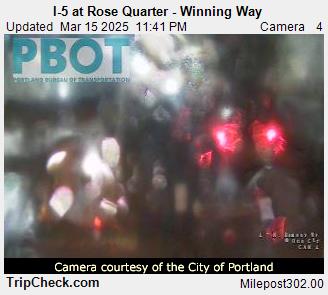 I-5 at Rose Quarter - Winning Way
Updated Mar 15 2025 11:41 PM Camera 4
PBOT
PORTLAND BUREAU OF TRANSPORTATION
Camera courtesy of the City of Portland
TripCheck.com Milepost302.00